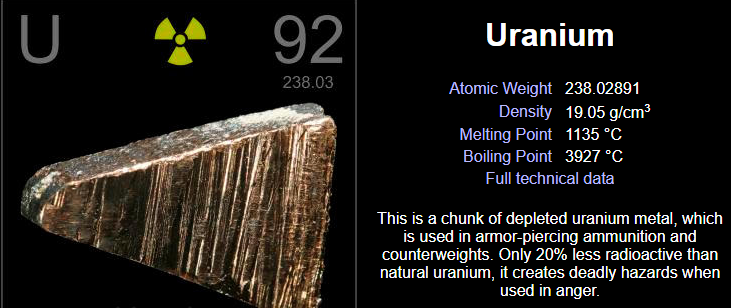 U 92
238.03
Uranium
Atomic Weight 238.02891
Density 19.05 g/cm³
Melting Point 1135 °C
Boiling Point 3927 °C
Full technical data
This is a chunk of depleted uranium metal, which
is used in armor-piercing ammunition and
counterweights. Only 20% less radioactive than
natural uranium, it creates deadly hazards when
used in anger.